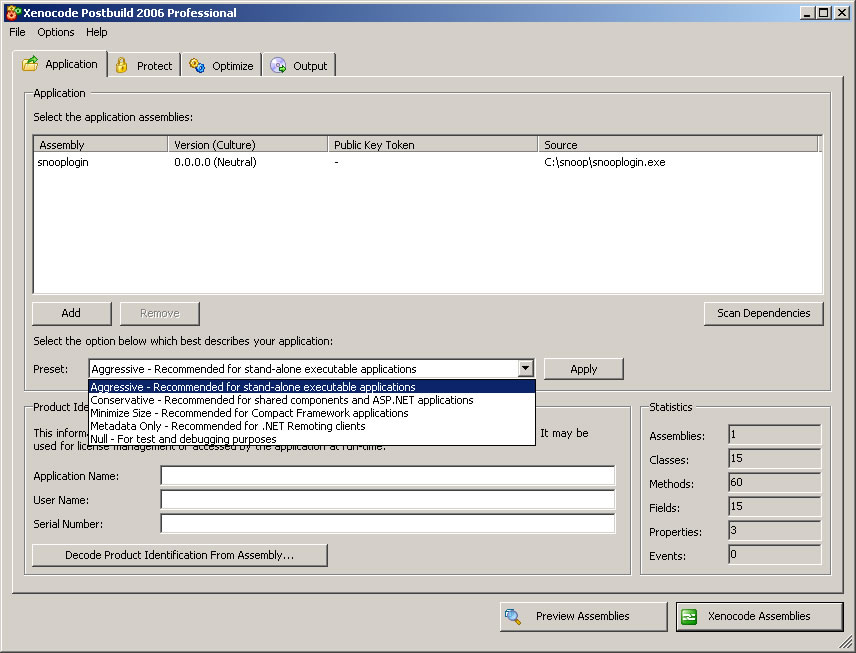 Xenocode Postbuild 2006 Professional
File Options Help
Application Protect Optimize Output
Application
Select the application assemblies:
Assembly Version (Culture) Public Key Token Source
snooplogin 0.0.0.0 (Neutral) - C:\snoop\snooplogin.exe
Add Remove Scan Dependencies
Select the option below which best describes your application:
Preset: Aggressive - Recommended for stand-alone executable applications Apply
Aggressive - Recommended for stand-alone executable applications
Conservative - Recommended for shared components and ASP.NET applications
Minimize Size - Recommended for Compact Framework applications
Metadata Only - Recommended for .NET Remoting clients
Null - For test and debugging purposes
Product
This It may be
used for license management or accessed by the application at run-time.
Application Name:
User Name:
Serial Number:
Decode Product Identification From Assembly...
Statistics
Assemblies: 1
Classes: 15
Methods: 60
Fields: 15
Properties: 3
Events: 0
Preview Assemblies Xenocode Assemblies